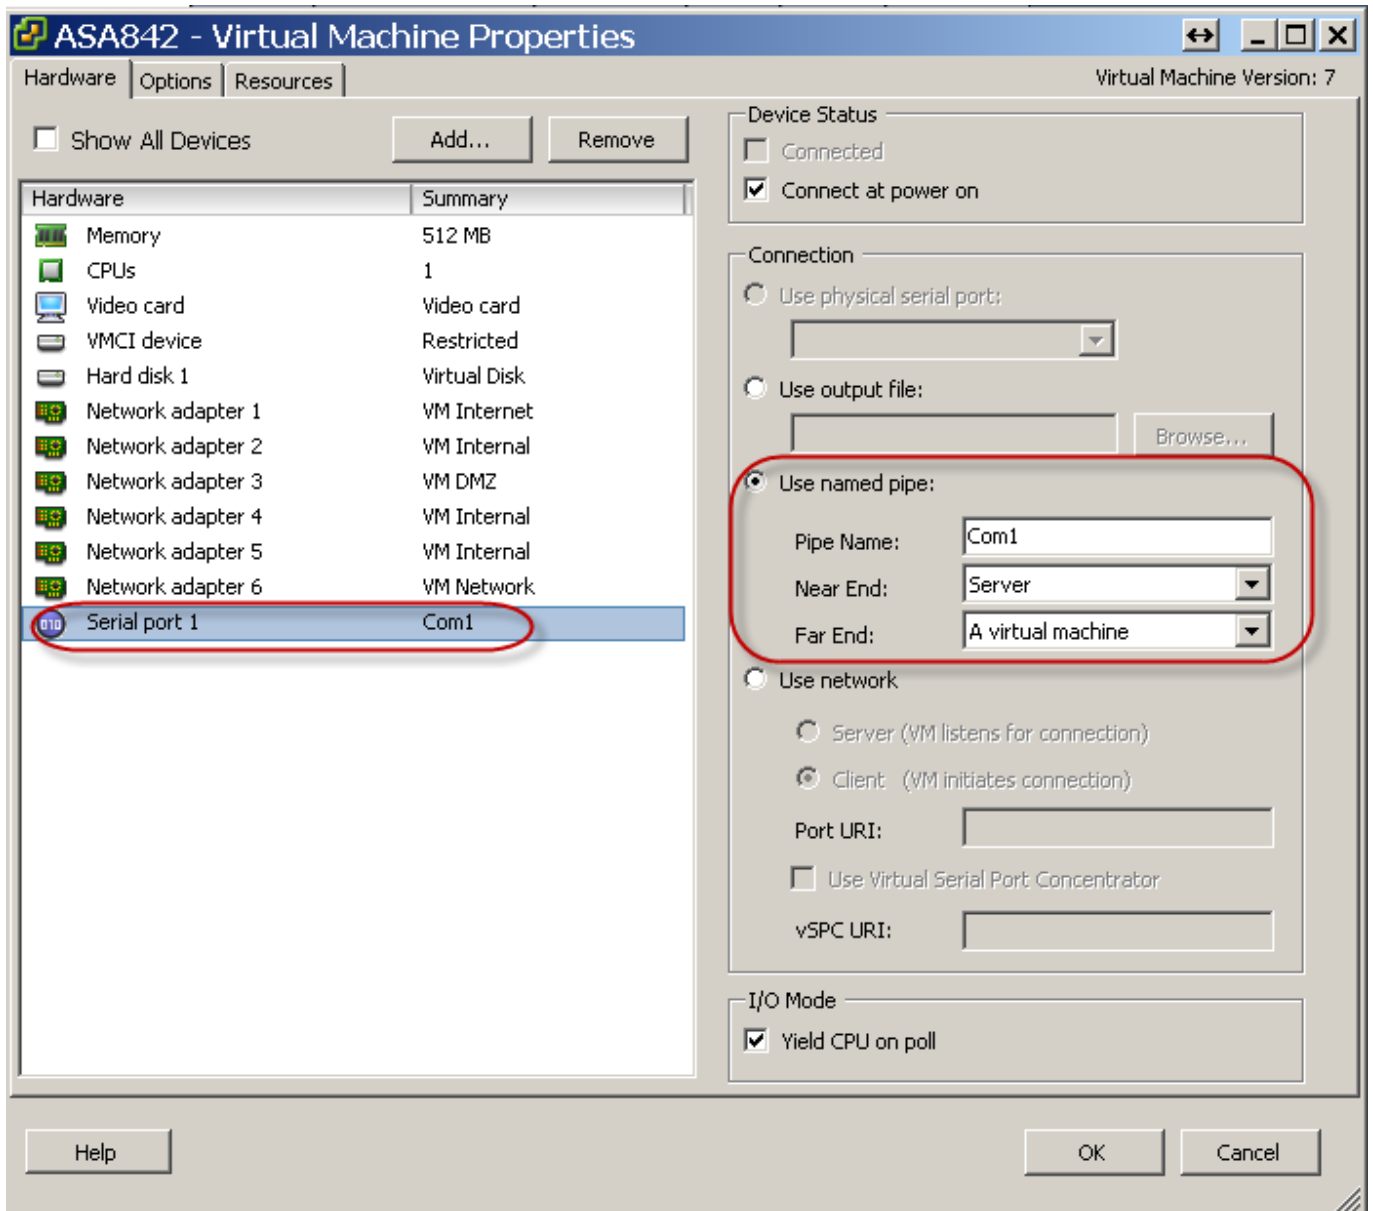 ASA842 - Virtual Machine Properties
Hardware Options Resources Virtual Machine Version: 7
Show All Devices Add... Remove
Hardware Summary
Memory 512 MB
CPUs 1
Video card Video card
VMCI device Restricted
Hard disk 1 Virtual Disk
Network adapter 1 VM Internet
Network adapter 2 VM Internal
Network adapter 3 VM DMZ
Network adapter 4 VM Internal
Network adapter 5 VM Internal
Network adapter 6 VM Network
010 Serial port 1 Com1
Device Status
Connected
Connect at power on
Connection
Use physical serial port:
Use output file:
Browse...
Use named pipe:
Pipe Name: Com1
Near End: Server
Far End: A virtual machine
Use network
Server (VM listens for connection)
Client (VM initiates connection)
Port URI:
Use Virtual Serial Port Concentrator
vSPC URI:
I/O Mode
Yield CPU on poll
Help OK Cancel